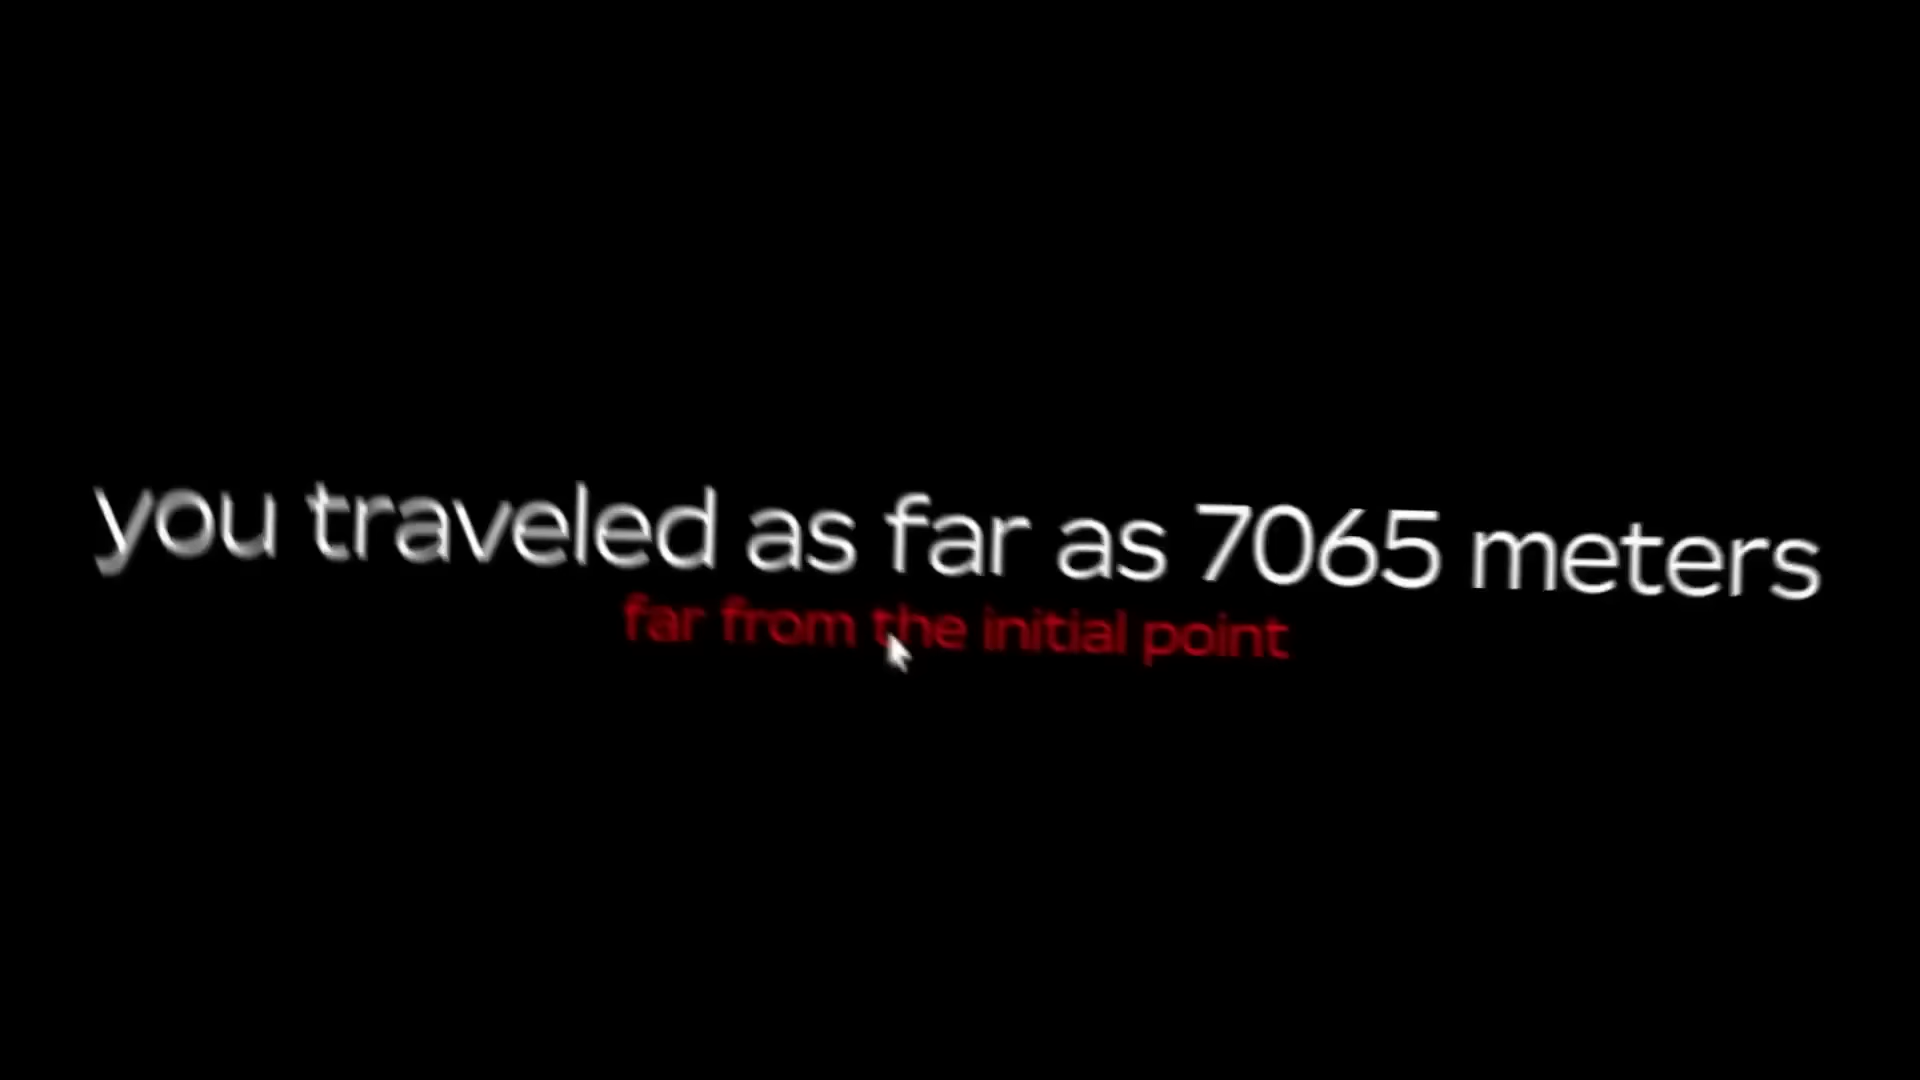 you traveled as far as 7065 meters
far from the initial point